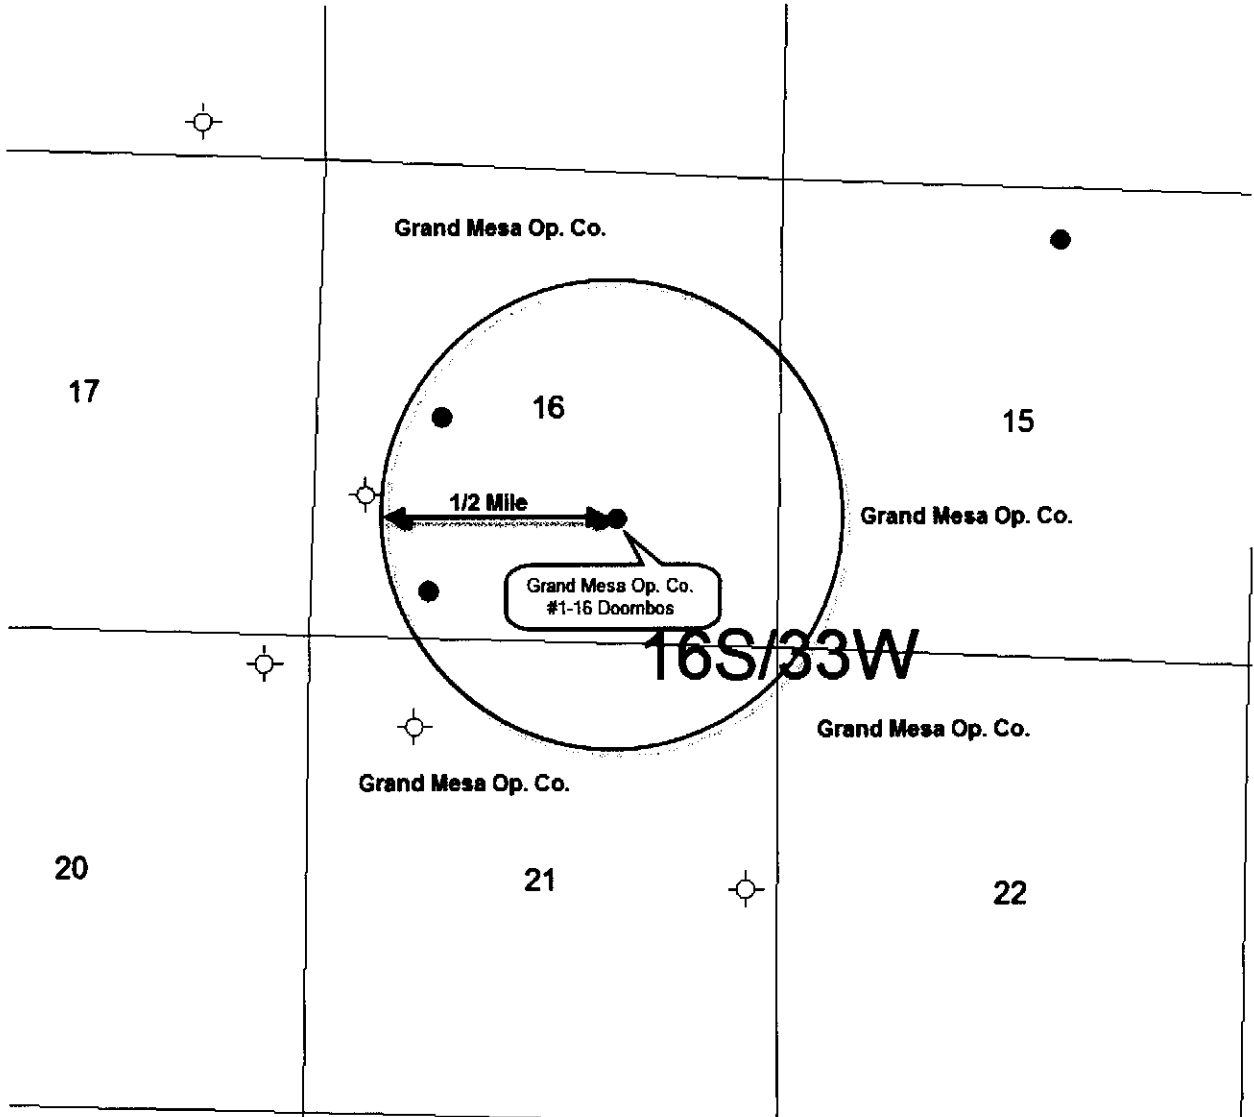 Grand Mesa Op. Co.
17
16
15
1/2 Mile
Grand Mesa Op. Co.
Grand Mesa Op. Co.
#1-16 Doombos
16S/33W
Grand Mesa Op. Co.
Grand Mesa Op. Co.
20
21
22